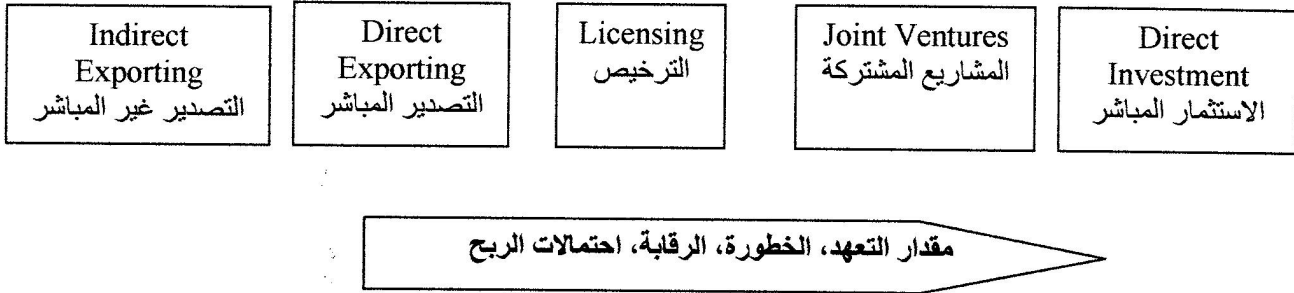 Indirect
Exporting
التصدير غير المباشر
Direct
Exporting
التصدير المباشر
Licensing
الترخيص
Joint Ventures
المشاريع المشتركة
Direct
Investment
الاستثمار المباشر
مقدار التعهد، الخطورة، الرقابة، احتمالات الربح